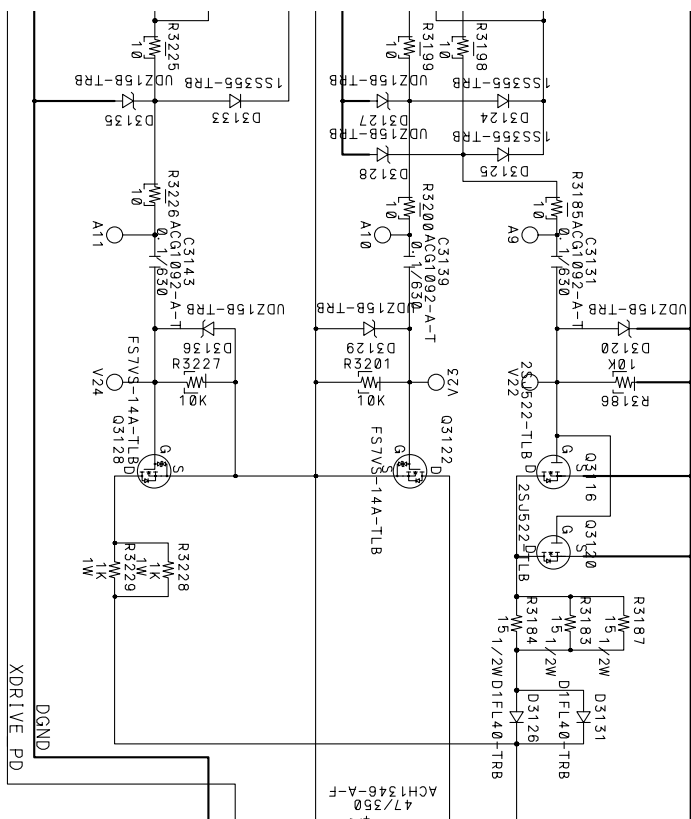 R3225
10
R3199
10
R3198
10
UDZ15B-TRB
1SS355-TRB
D3135
D3133
UDZ15B-TRB
1SS355-TRB
D3127
D3124
UDZ15B-TRB
1SS355-TRB
D3128
D3125
R3226
10
R3200
10
R3185
10
A11
A10
A9
C3143
ACG1092-A-T
0.1/630
C3139
ACG1092-A-T
0.1/630
C3131
ACG1092-A-T
0.1/630
UDZ15B-TRB
D3136
UDZ15B-TRB
D3129
UDZ15B-TRB
D3120
R3227
10K
R3201
10K
10K
R3186
V24
V23
V22
FS7VS-14A-TLB
Q3128
G
D
S
Q3122
FS7VS-14A-TLB
G
S
D
2SJ522-TLB
Q3116
G
D
S
2SJ522-TLB
Q3120
G
D
S
R3228
1K
1W
R3229
1K
1W
R3187
15 1/2W
R3183
15 1/2W
R3184
15 1/2W
D3131
D1FL40-TRB
D3126
D1FL40-TRB
XDRIVE PD
DGND
ACH1346-A-F
47/350
+